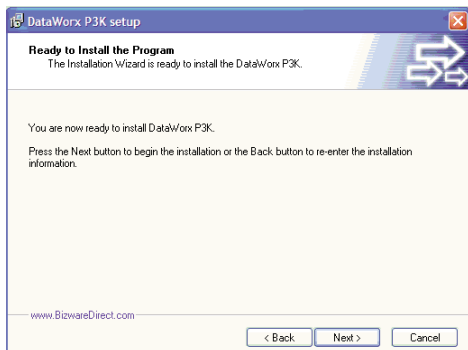 DataWorx P3K setup
Ready to Install the Program
The Installation Wizard is ready to install the DataWorx P3K.
You are now ready to install DataWorx P3K.
Press the Next button to begin the installation or the Back button to re-enter the installation
information.
www.BizwareDirect.com
< Back Next > Cancel